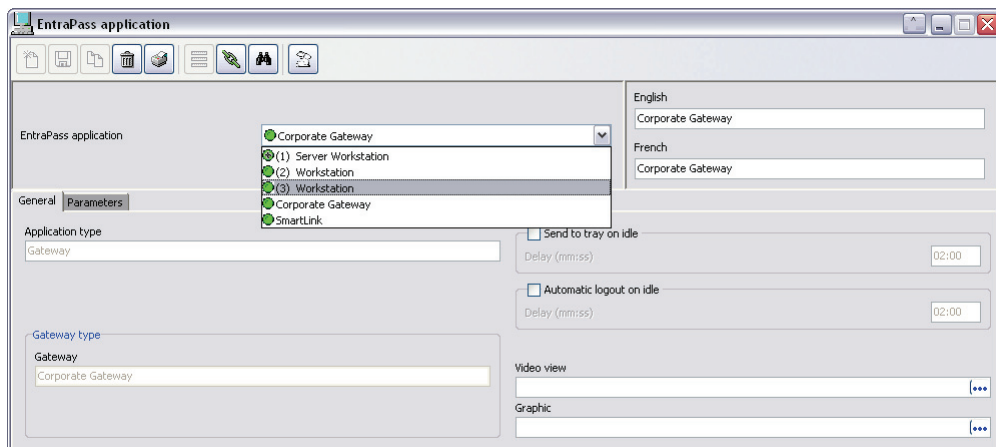 EntraPass application
English
Corporate Gateway
EntraPass application
Corporate Gateway
French
Corporate Gateway
(1) Server Workstation
(2) Workstation
(3) Workstation
Corporate Gateway
SmartLink
General
Parameters
Application type
Gateway
Send to tray on idle
Delay (mm:ss)
02:00
Automatic logout on idle
Delay (mm:ss)
02:00
Gateway type
Gateway
Corporate Gateway
Video view
Graphic